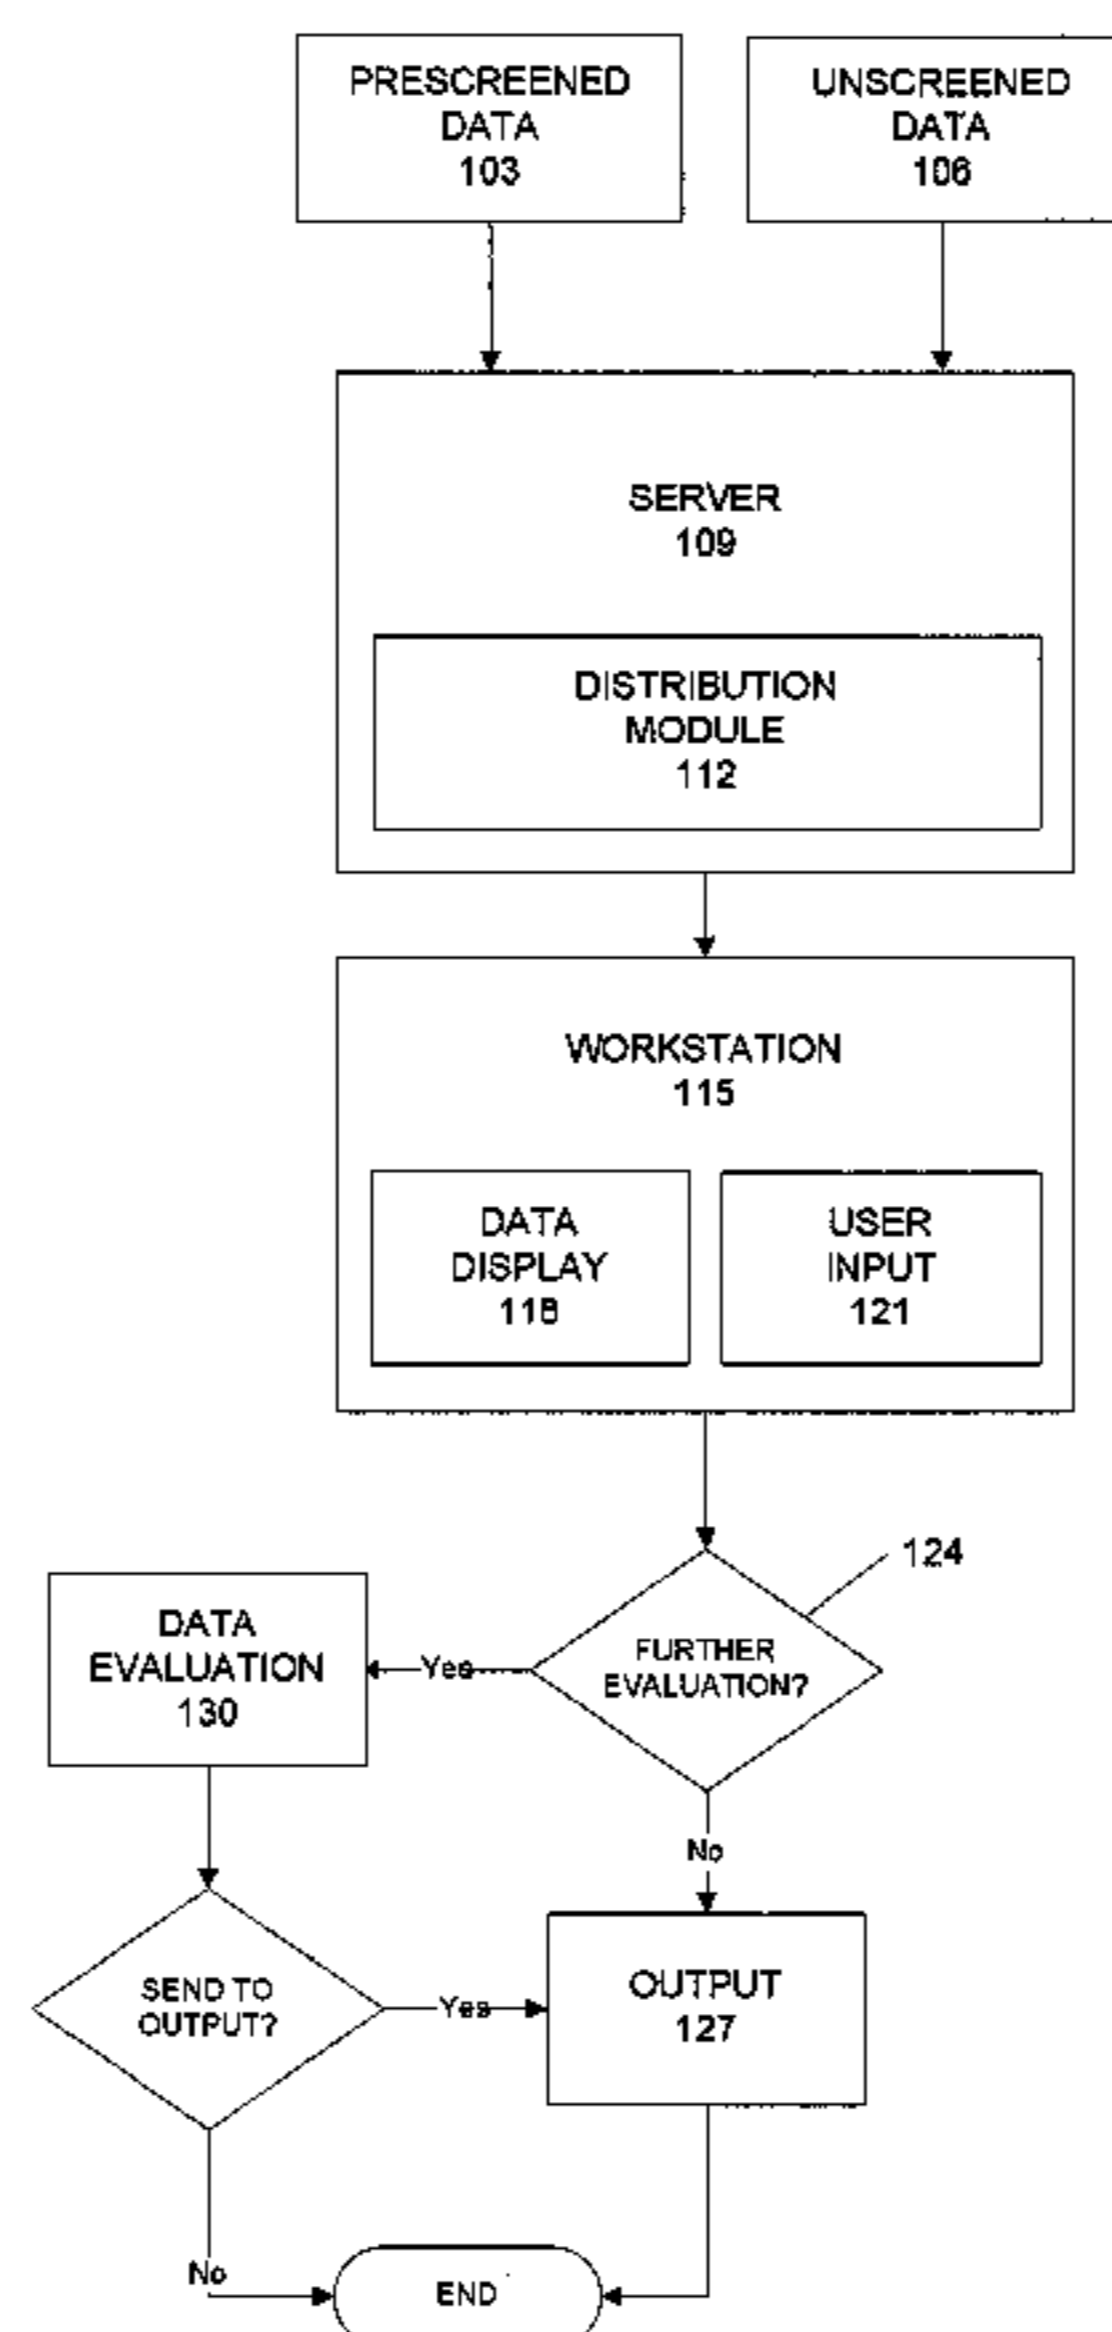 PRESCREENED
DATA
103
UNSCREENED
DATA
106
SERVER
109
DISTRIBUTION
MODULE
112
WORKSTATION
115
DATA
DISPLAY
118
USER
INPUT
121
124
FURTHER
EVALUATION?
Yes
DATA
EVALUATION
130
No
SEND TO
OUTPUT?
Yes
OUTPUT
127
No
END